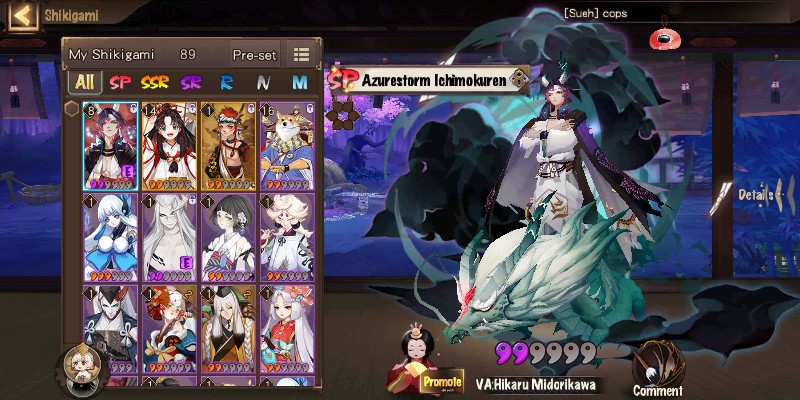 Shikigami
[Sueh] cops
My Shikigami 89 Pre-set
All SP SSR SR R N M
SP Azurestorm Ichimokuren
Details
Promote
VA:Hikaru Midorikawa
Comment